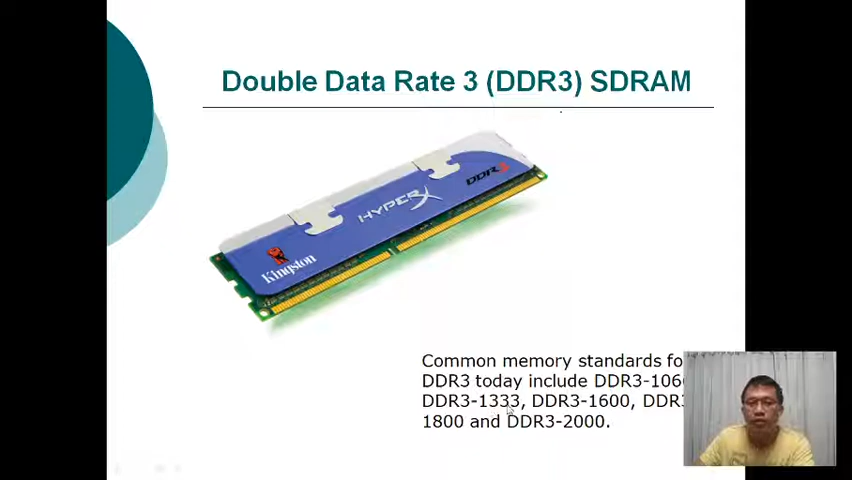 Double Data Rate 3 (DDR3) SDRAM
DDR3
HYPERX
Kingston
Common memory standards fo
DDR3 today include DDR3-106
DDR3-1333, DDR3-1600, DDR
1800 and DDR3-2000.